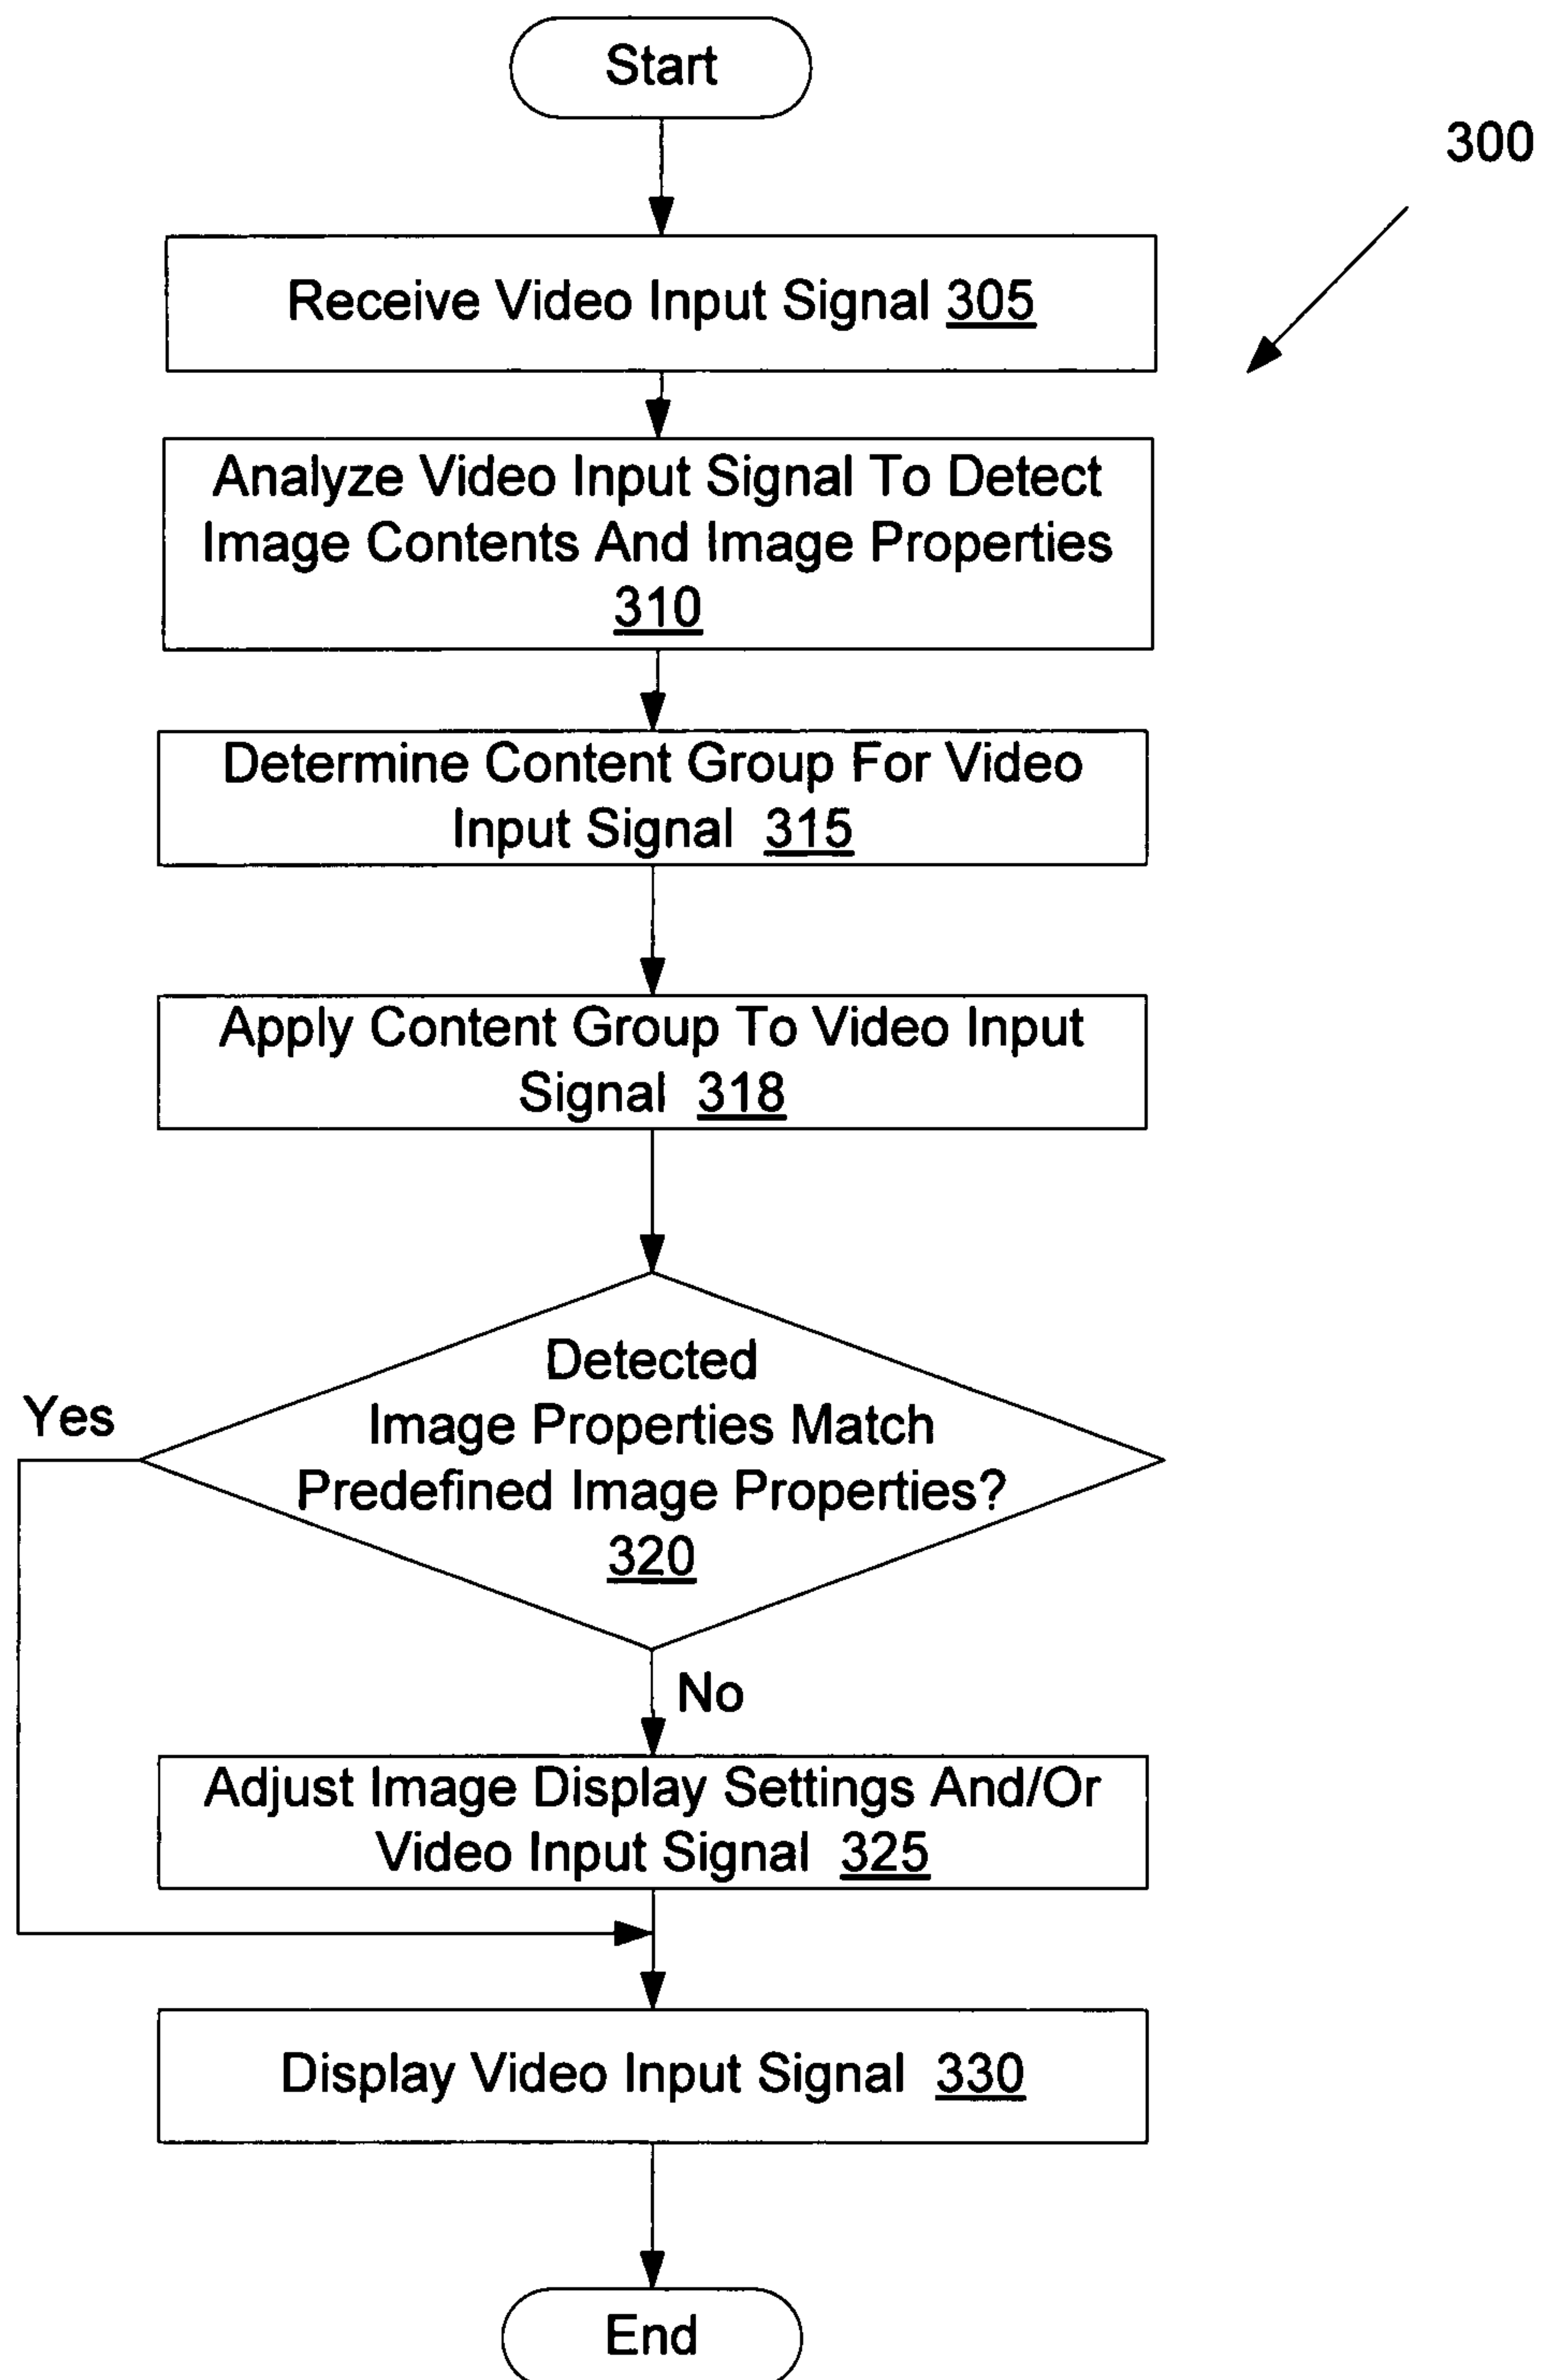 Start
300
Receive Video Input Signal 305
Analyze Video Input Signal To Detect
Image Contents And Image Properties
310
Determine Content Group For Video
Input Signal 315
Apply Content Group To Video Input
Signal 318
Detected
Image Properties Match
Predefined Image Properties?
320
Yes
No
Adjust Image Display Settings And/Or
Video Input Signal 325
Display Video Input Signal 330
End